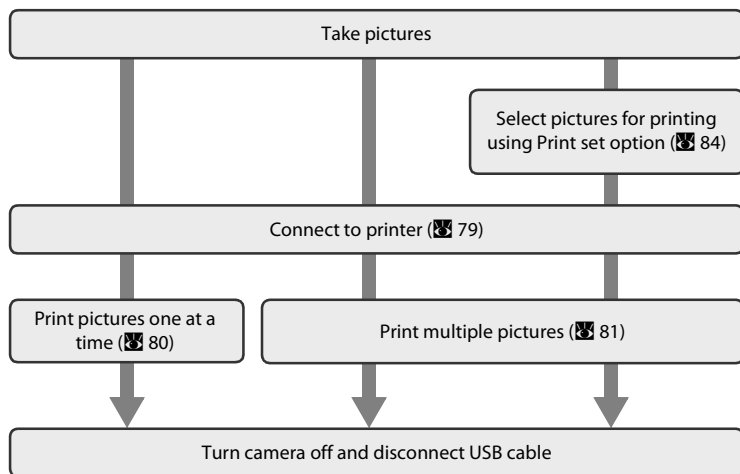 Take pictures
Select pictures for printing
using Print set option ( 84)
Connect to printer ( 79)
Print pictures one at a
time ( 80)
Print multiple pictures ( 81)
Turn camera off and disconnect USB cable